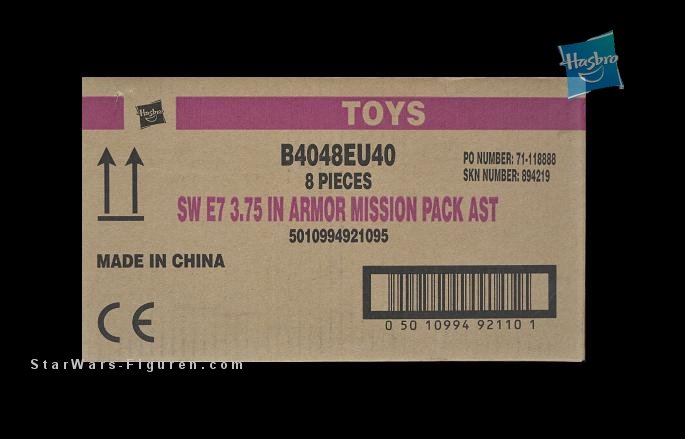 Hasbro
Hasbro
TOYS
B4048EU40
PO NUMBER: 71-118888
8 PIECES
SKN NUMBER: 894219
SW E7 3.75 IN ARMOR MISSION PACK AST
5010994921095
MADE IN CHINA
CE
0 50 10994 92110 1
StarWars-Figuren.com